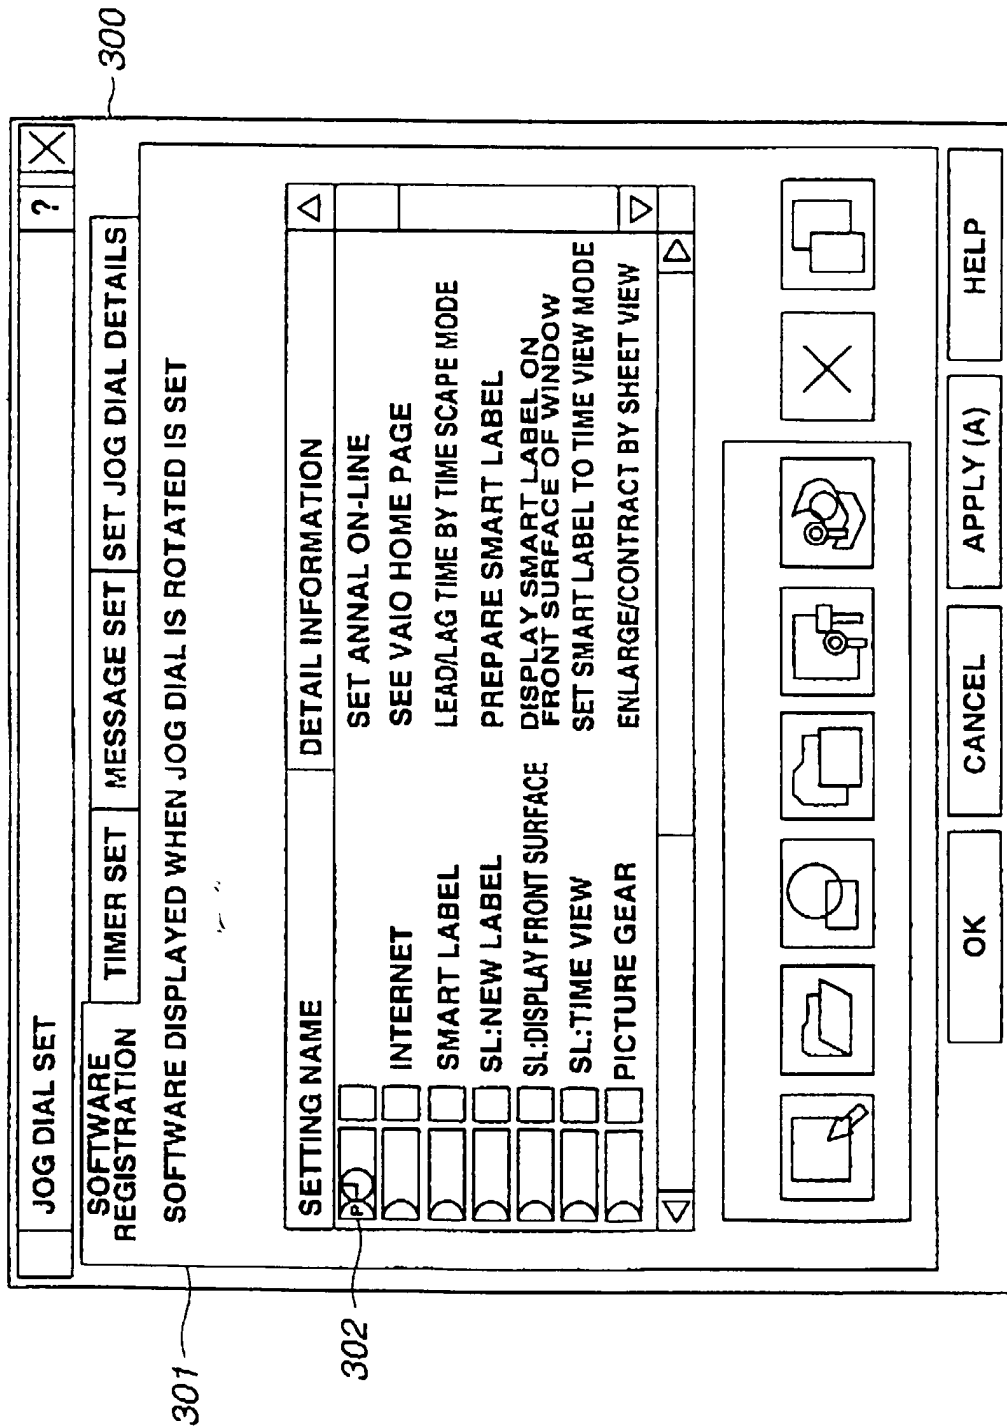 300
JOG DIAL SET ?
SOFTWARE
REGISTRATION TIMER SET MESSAGE SET SET JOG DIAL DETAILS
SOFTWARE DISPLAYED WHEN JOG DIAL IS ROTATED IS SET
301
SETTING NAME DETAIL INFORMATION
302
P SET ANNAL ON-LINE
INTERNET SEE VAIO HOME PAGE
SMART LABEL LEAD/LAG TIME BY TIME SCAPE MODE
SL:NEW LABEL PREPARE SMART LABEL
SL:DISPLAY FRONT SURFACE DISPLAY SMART LABEL ON
FRONT SURFACE OF WINDOW
SL:TIME VIEW SET SMART LABEL TO TIME VIEW MODE
PICTURE GEAR ENLARGE/CONTRACT BY SHEET VIEW
OK CANCEL APPLY (A) HELP